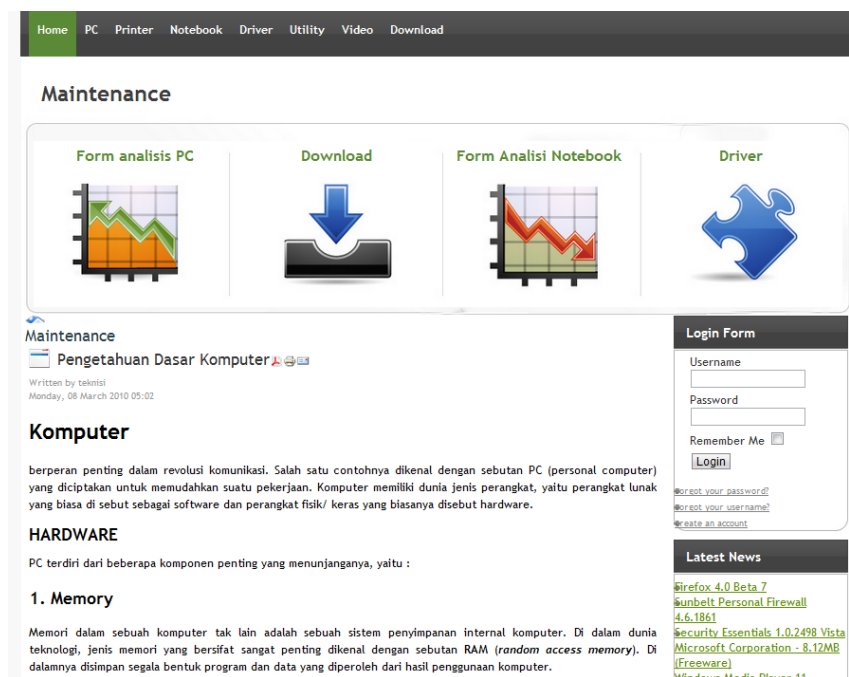 Home PC Printer Notebook Driver Utility Video Download
Maintenance
Form analisis PC
Download
Form Analisi Notebook
Driver
Maintenance
Pengetahuan Dasar Komputer
Written by teknisi
Monday, 08 March 2010 05:02
Komputer
berperan penting dalam revolusi komunikasi. Salah satu contohnya dikenal dengan sebutan PC (personal computer)
yang diciptakan untuk memudahkan suatu pekerjaan. Komputer memiliki dunia jenis perangkat, yaitu perangkat lunak
yang biasa di sebut sebagai software dan perangkat fisik/ keras yang biasanya disebut hardware.
HARDWARE
PC terdiri dari beberapa komponen penting yang menunjanganya, yaitu :
1. Memory
Memori dalam sebuah komputer tak lain adalah sebuah sistem penyimpanan internal komputer. Di dalam dunia
teknologi, jenis memori yang bersifat sangat penting dikenal dengan sebutan RAM (random access memory). Di
dalamnya disimpan segala bentuk program dan data yang diperoleh dari hasil penggunaan komputer.
Login Form
Username
Password
Remember Me
Login
Forgot your password?
Forgot your username?
Create an account
Latest News
Firefox 4.0 Beta 7
Sunbelt Personal Firewall
4.6.1861
Security Essentials 1.0.2498 Vista
Microsoft Corporation - 8,12MB
(Freeware)
Windows Media Player 11